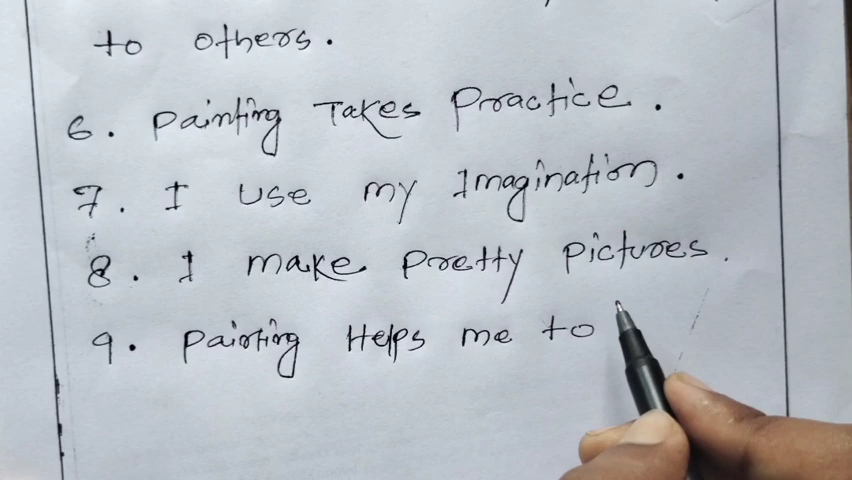 to others.
6. Painting Takes Practice.
7. I use my Imagination.
8. I make pretty pictures.
9. Painting Helps me to